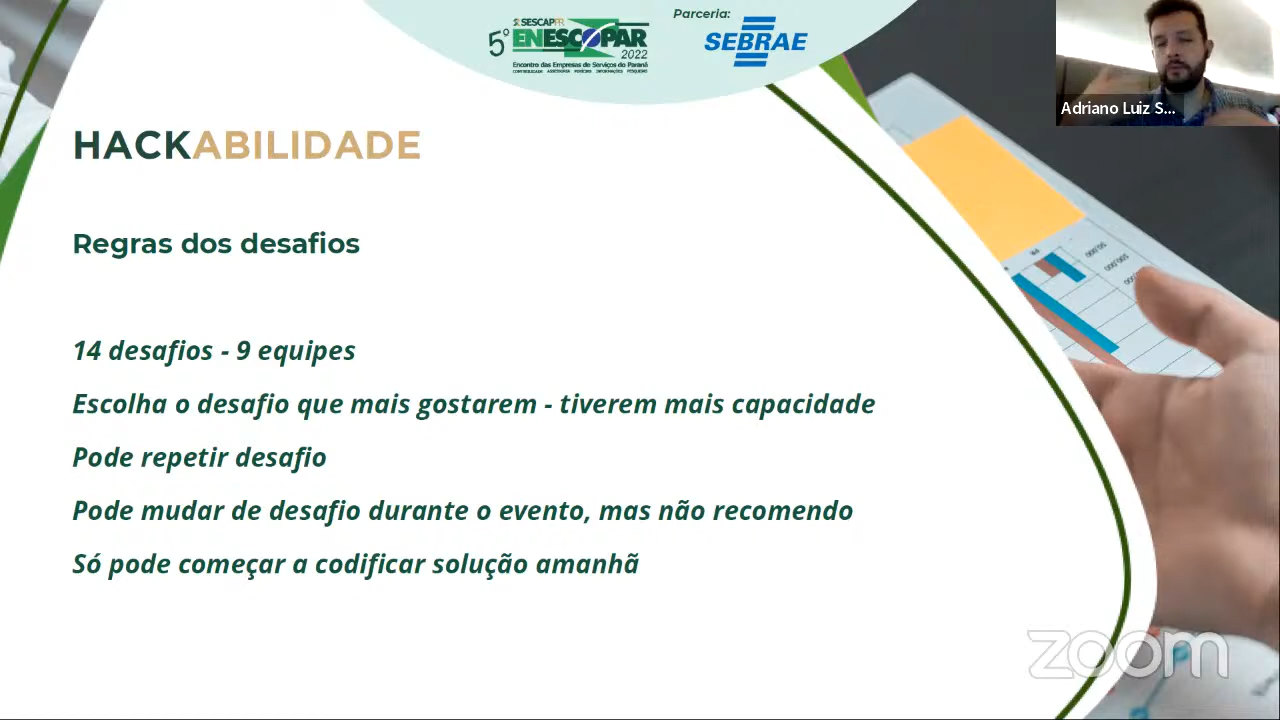 Parceria:
SESCAP PR
5º ENESCOPAR
2022
Encontro das Empresas de Serviços do Paraná
SEBRAE
Adriano Luiz S...
HACKABILIDADE
Regras dos desafios
14 desafios - 9 equipes
Escolha o desafio que mais gostarem - tiverem mais capacidade
Pode repetir desafio
Pode mudar de desafio durante o evento, mas não recomendo
Só pode começar a codificar solução amanhã
zoom